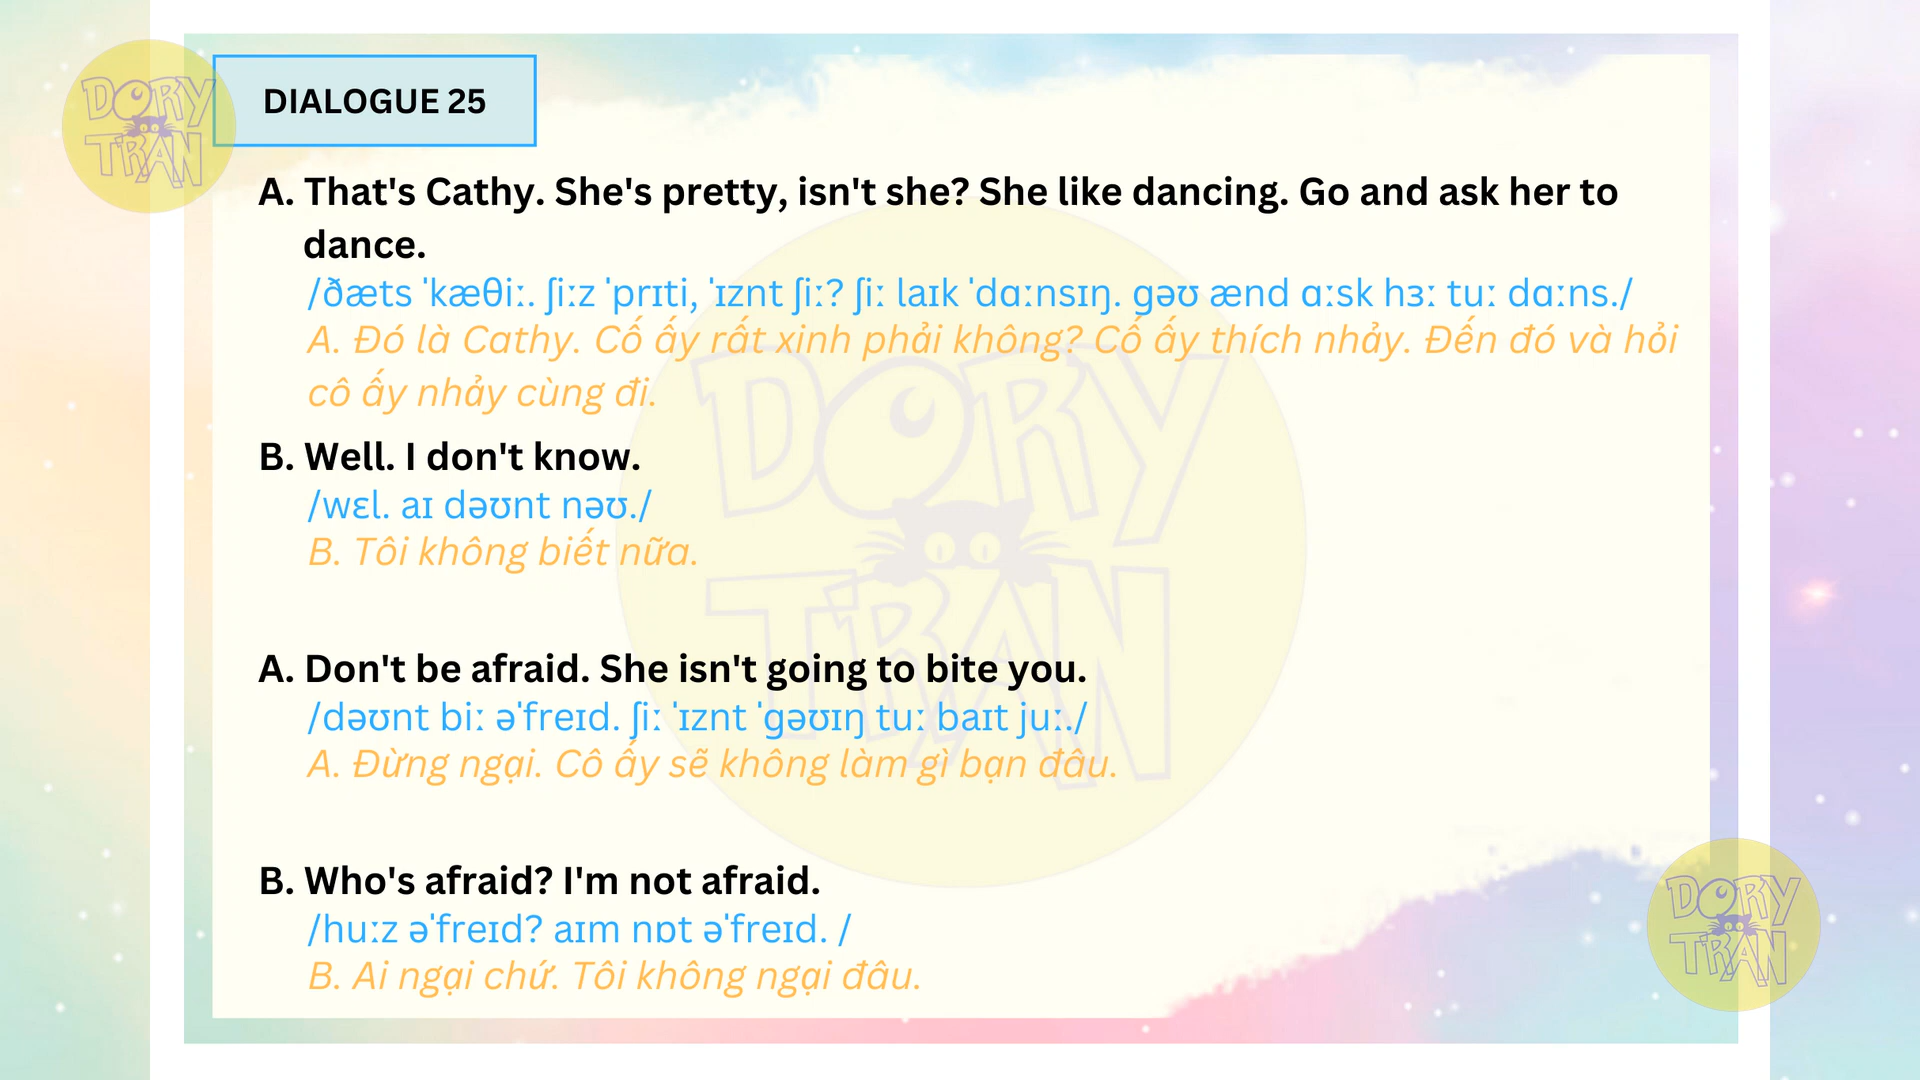 DORY
TRAN
DIALOGUE 25
A. That's Cathy. She's pretty, isn't she? She like dancing. Go and ask her to
dance.
/ðæts ˈkæθiː. ʃiːz ˈprɪti, ˈɪznt ʃiː? ʃiː laɪk ˈdɑːnsɪŋ. gəʊ ænd ɑːsk hɜː tuː dɑːns./
A. Đó là Cathy. Cố ấy rất xinh phải không? Cố ấy thích nhảy. Đến đó và hỏi
cô ấy nhảy cùng đi.
B. Well. I don't know.
/wɛl. aɪ dəʊnt nəʊ./
B. Tôi không biết nữa.
A. Don't be afraid. She isn't going to bite you.
/dəʊnt biː əˈfreɪd. ʃiː ˈɪznt ˈgəʊɪŋ tuː baɪt juː./
A. Đừng ngại. Cô ấy sẽ không làm gì bạn đâu.
B. Who's afraid? I'm not afraid.
/huːz əˈfreɪd? aɪm nɒt əˈfreɪd. /
B. Ai ngại chứ. Tôi không ngại đâu.
DORY
TRAN
DORY
TRAN